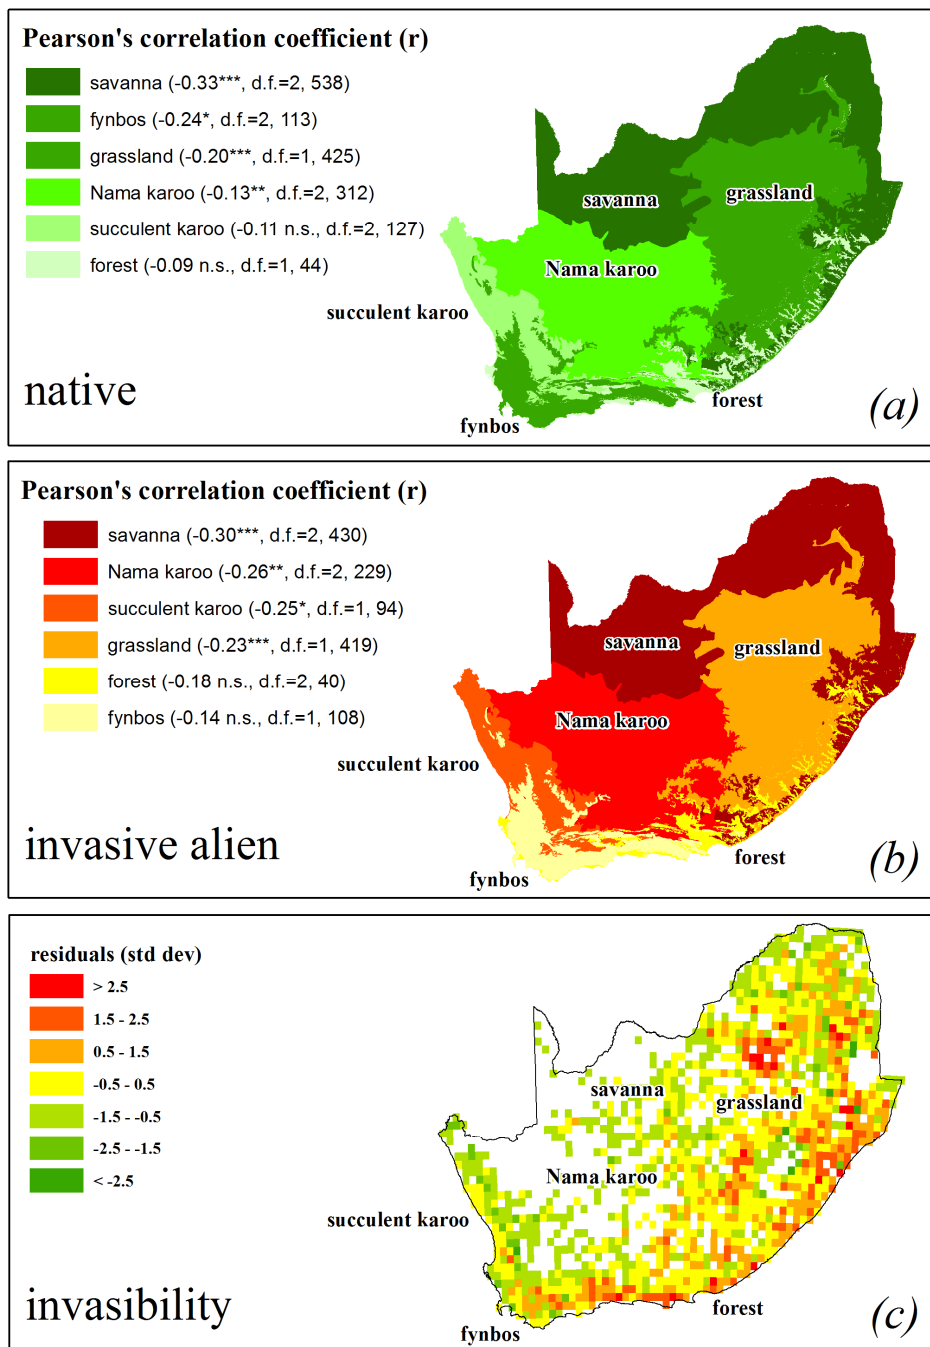 Pearson's correlation coefficient (r)
savanna (-0.33***, d.f.=2, 538)
fynbos (-0.24*, d.f.=2, 113)
grassland (-0.20***, d.f.=1, 425)
Nama karoo (-0.13**, d.f.=2, 312)
succulent karoo (-0.11 n.s., d.f.=2, 127)
forest (-0.09 n.s., d.f.=1, 44)
savanna
grassland
Nama karoo
succulent karoo
forest
fynbos
native
(a)
Pearson's correlation coefficient (r)
savanna (-0.30***, d.f.=2, 430)
Nama karoo (-0.26**, d.f.=2, 229)
succulent karoo (-0.25*, d.f.=1, 94)
grassland (-0.23***, d.f.=1, 419)
forest (-0.18 n.s., d.f.=2, 40)
fynbos (-0.14 n.s., d.f.=1, 108)
savanna
grassland
Nama karoo
succulent karoo
forest
fynbos
invasive alien
(b)
residuals (std dev)
> 2.5
1.5 - 2.5
0.5 - 1.5
-0.5 - 0.5
-1.5 - -0.5
-2.5 - -1.5
< -2.5
savanna
grassland
Nama karoo
succulent karoo
forest
fynbos
invasibility
(c)